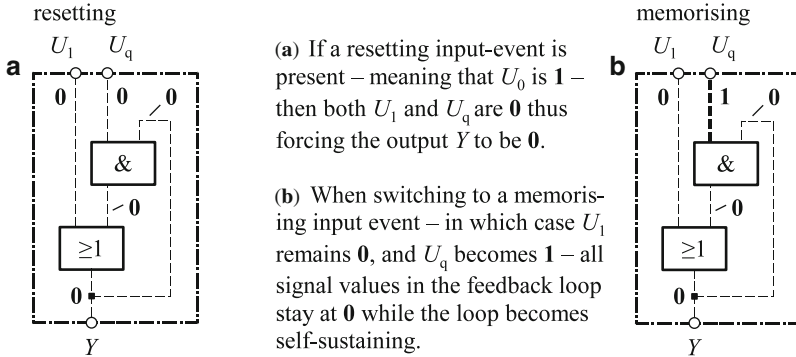 resetting
U1 Uq
a
0 0 0
&
0
≥1
0
Y
(a) If a resetting input-event is
present – meaning that U0 is 1 –
then both U1 and Uq are 0 thus
forcing the output Y to be 0.
(b) When switching to a memoris-
ing input event – in which case U1
remains 0, and Uq becomes 1 – all
signal values in the feedback loop
stay at 0 while the loop becomes
self-sustaining.
memorising
U1 Uq
b
0 1 0
&
0
≥1
0
Y